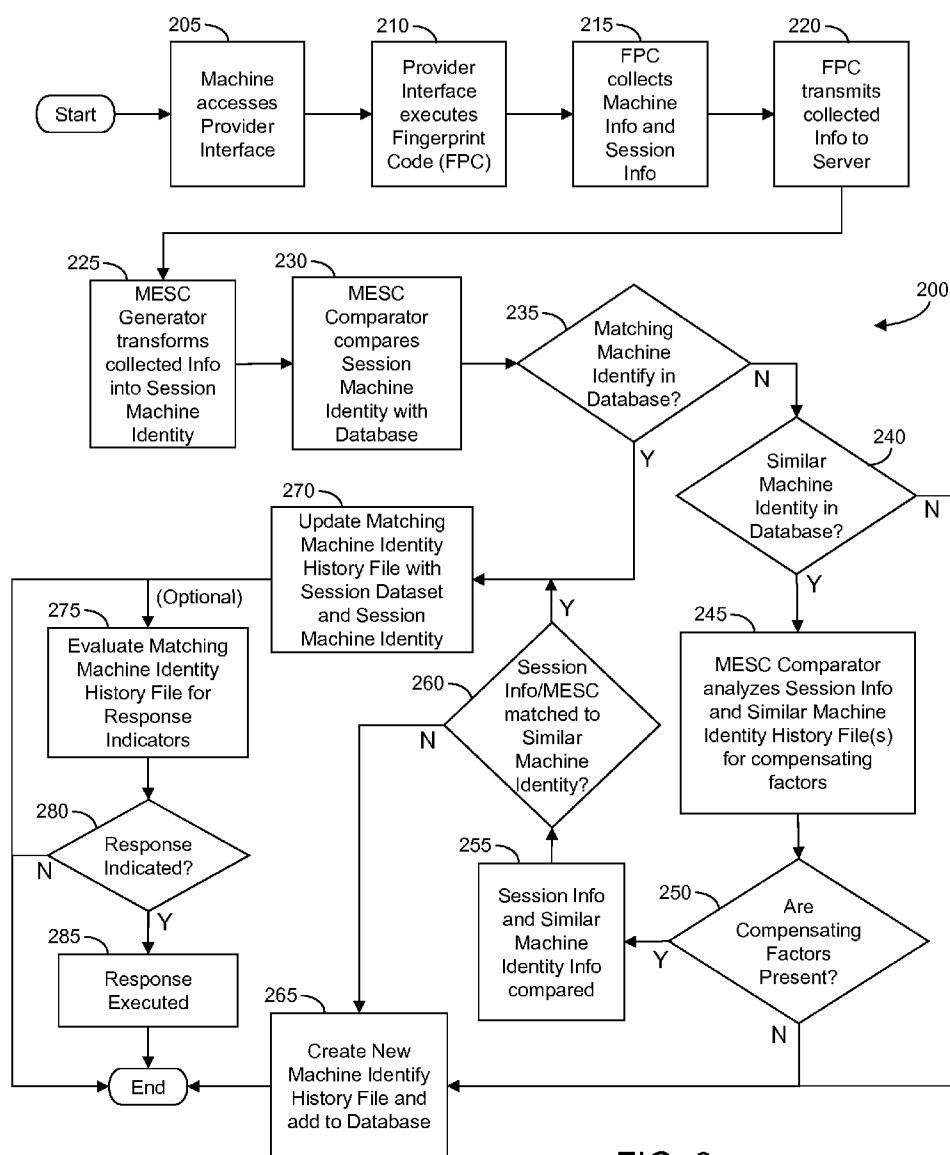 205
210
215
220
Start
Machine
accesses
Provider
Interface
Provider
Interface
executes
Fingerprint
Code (FPC)
FPC
collects
Machine
Info and
Session
Info
FPC
transmits
collected
Info to
Server
225
230
235
200
MESC
Generator
transforms
collected Info
into Session
Machine
Identity
MESC
Comparator
compares
Session
Machine
Identity with
Database
Matching
Machine
Identify in
Database?
N
Y
240
Similar
Machine
Identity in
Database?
N
Y
270
Update Matching
Machine Identity
History File with
Session Dataset
and Session
Machine Identity
(Optional)
275
Evaluate Matching
Machine Identity
History File for
Response
Indicators
260
Session
Info/MESC
matched to
Similar
Machine
Identity?
Y
N
245
MESC Comparator
analyzes Session Info
and Similar Machine
Identity History File(s)
for compensating
factors
280
Response
Indicated?
N
Y
255
Session Info
and Similar
Machine
Identity Info
compared
250
Are
Compensating
Factors
Present?
Y
N
285
Response
Executed
265
Create New
Machine Identify
History File and
add to Database
End